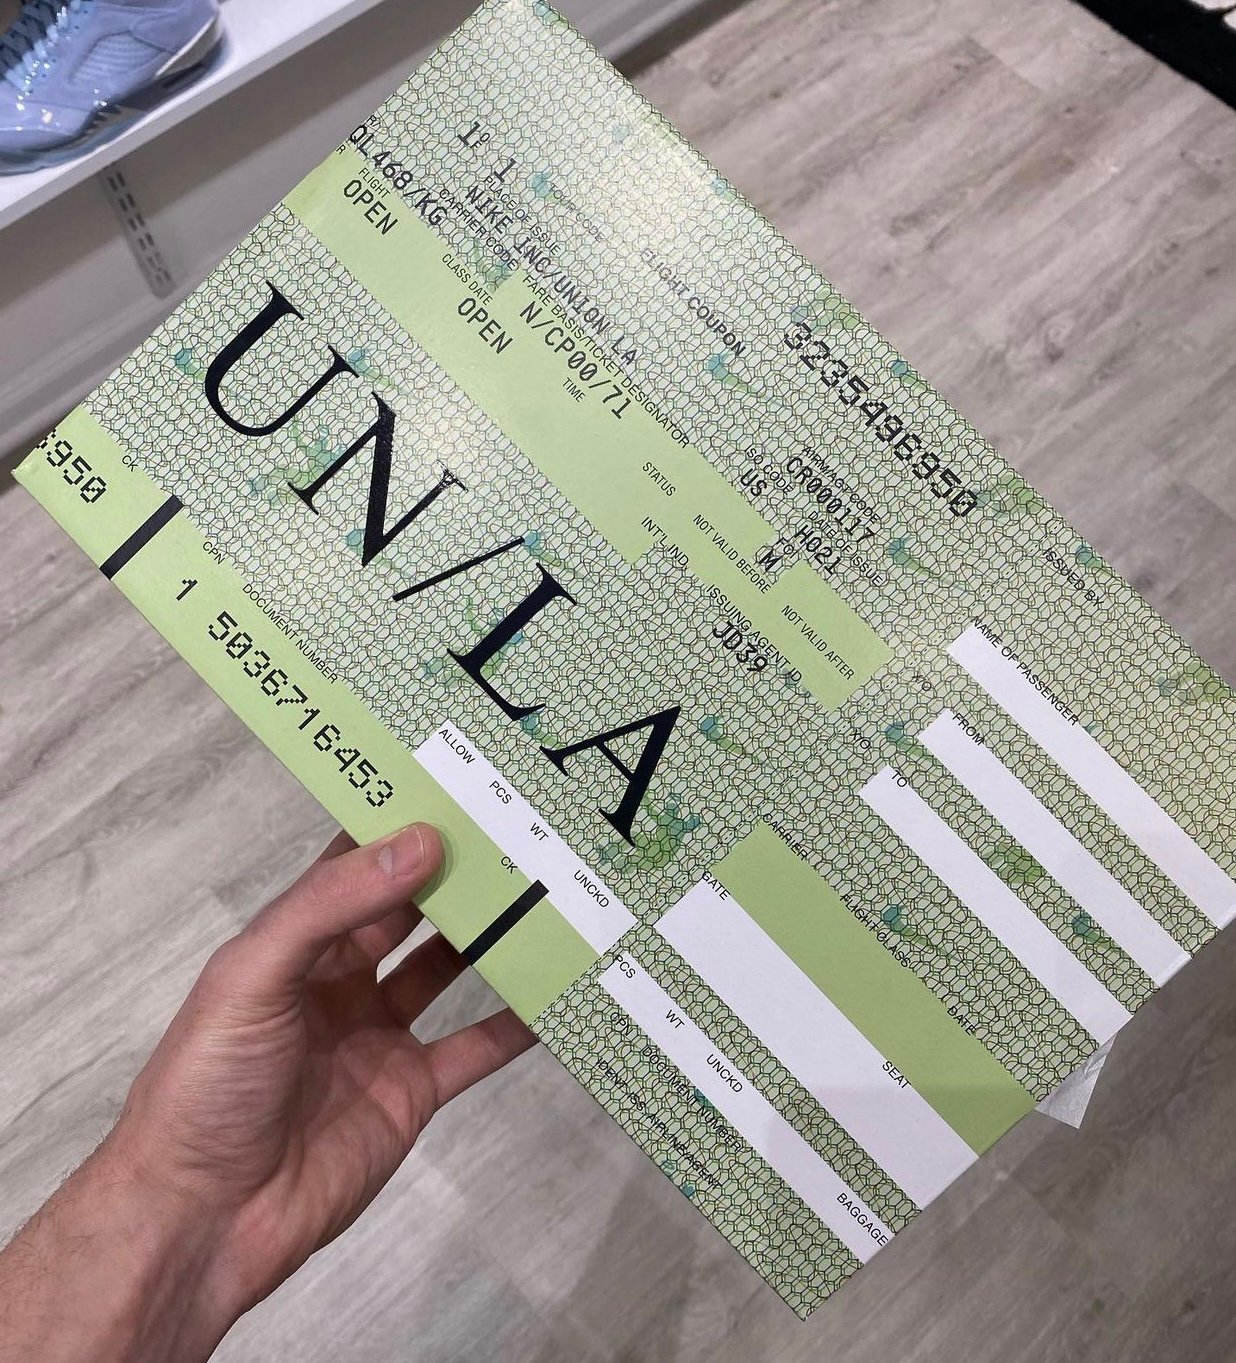 1º 1
FLIGHT COUPON
3235496950
ISSUED BY
PLACE OF ISSUE
NIKE INC/UNION LA
AIRMAGE CODE
CR000117
NAME OF PASSENGER
QL468/KG
CARRIER CODE
FARE BASIS/TICKET DESIGNATOR
N/CP00/71
ISO CODE
US
DATE OF ISSUE
H021
FLIGHT
OPEN
CLASS DATE
OPEN
TIME
STATUS
NOT VALID BEFORE
M
NOT VALID AFTER
INT'L IND
ISSUING AGENT ID
JD39
X/O
FROM
X/O
TO
UN/LA
CARRIER
FLIGHT CLASS
DATE
GATE
SEAT
6950
CK
CPN
DOCUMENT NUMBER
1 5036716453
ALLOW
PCS
WT
UNCKD
CK
PCS
WT
UNCKD
BAGGAGE
CPN
DOCUMENT NUMBER